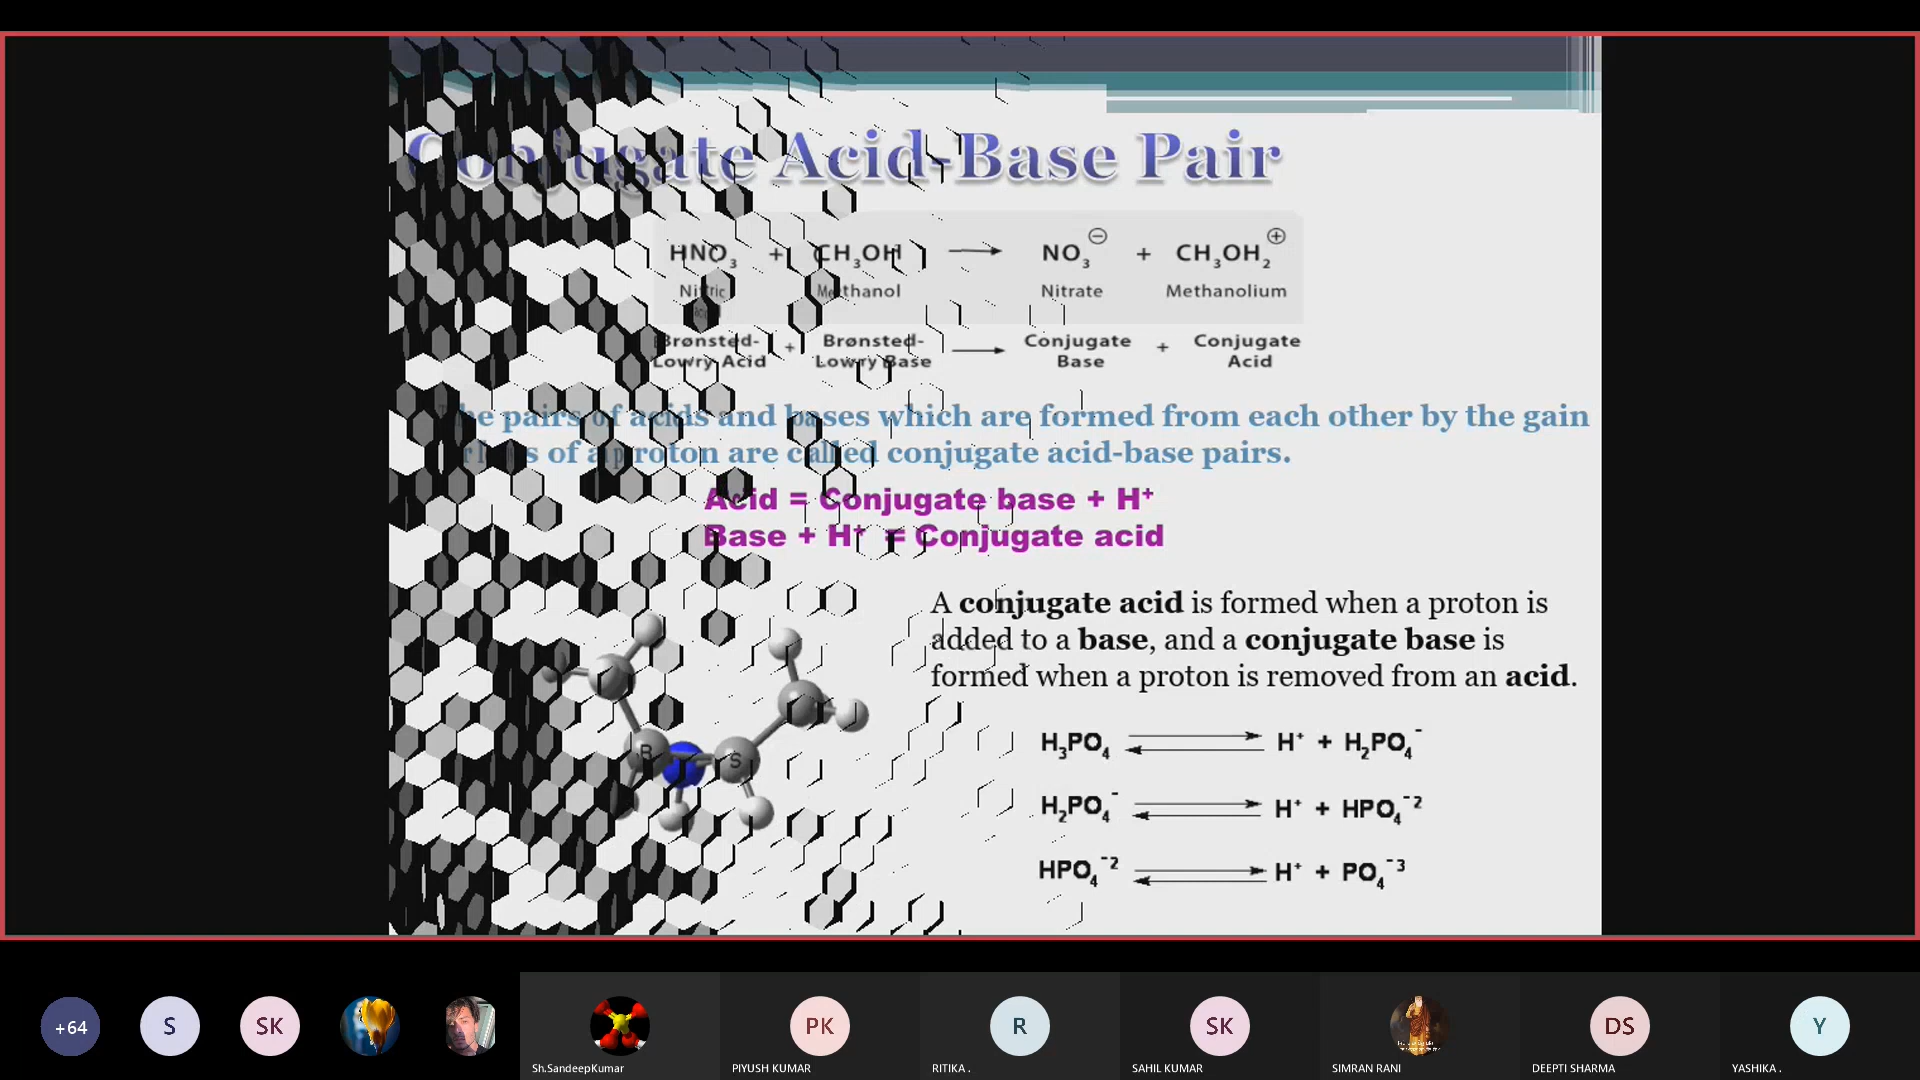 Conjugate Acid-Base Pair
HNO₃ + CH₃OH → NO₃⊖ + CH₃OH₂⊕
Nitric Methanol Nitrate Methanolium
Brønsted- + Brønsted- → Conjugate + Conjugate
Lowry Acid Lowry Base Base Acid
The pairs of acids and bases which are formed from each other by the gain
or loss of a proton are called conjugate acid-base pairs.
Acid = Conjugate base + H⁺
Base + H⁺ = Conjugate acid
A conjugate acid is formed when a proton is
added to a base, and a conjugate base is
formed when a proton is removed from an acid.
H₃PO₄ ⇌ H⁺ + H₂PO₄⁻
H₂PO₄⁻ ⇌ H⁺ + HPO₄⁻²
HPO₄⁻² ⇌ H⁺ + PO₄⁻³
R S
+64 S SK PK R SK DS Y
Sh.SandeepKumar PIYUSH KUMAR RITIKA . SAHIL KUMAR SIMRAN RANI DEEPTI SHARMA YASHIKA .